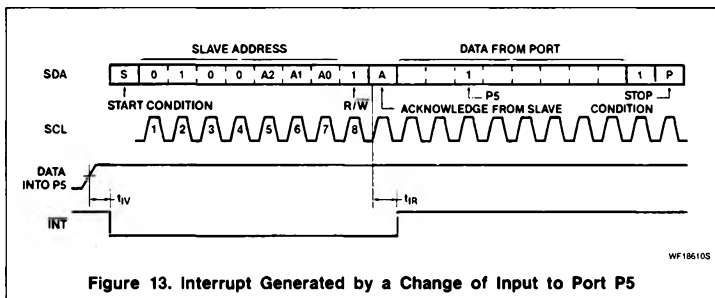 SLAVE ADDRESS DATA FROM PORT
SDA S 0 1 0 0 A2 A1 A0 1 A 1 1 P
START CONDITION R/W ACKNOWLEDGE FROM SLAVE P5 STOP CONDITION
SCL 1 2 3 4 5 6 7 8
DATA INTO P5
tIV tIR
INT
WF18610S
Figure 13. Interrupt Generated by a Change of Input to Port P5